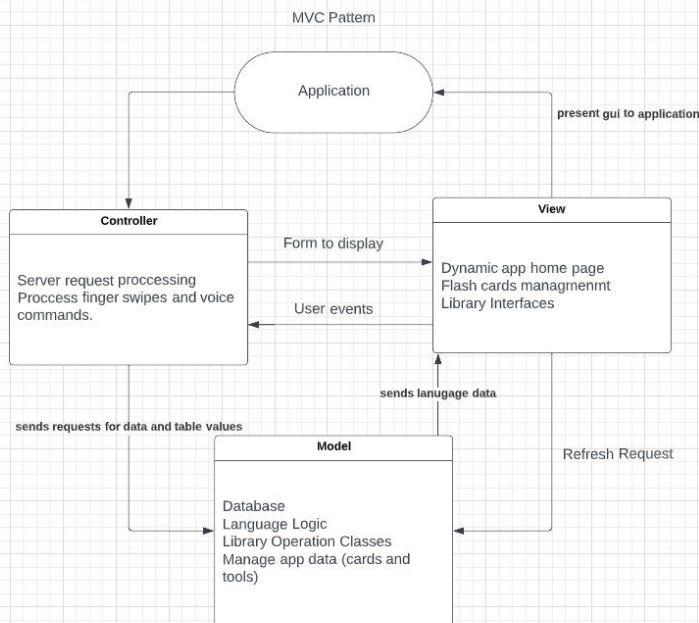 MVC Pattern
Application
present gui to application
Controller
Server request proccessing
Proccess finger swipes and voice
commands.
Form to display
User events
View
Dynamic app home page
Flash cards managmennt
Library Interfaces
sends lanugage data
sends requests for data and table values
Refresh Request
Model
Database
Language Logic
Library Operation Classes
Manage app data (cards and
tools)